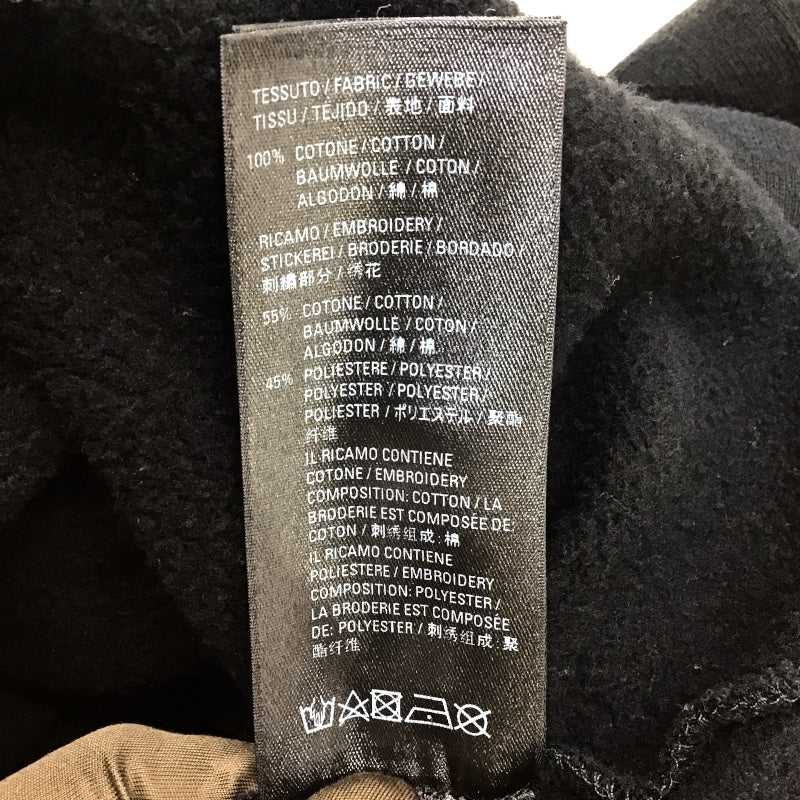 TESSUTO / FABRIC / GEWEBE /
TISSU / TEJIDO / 表地 / 面料
100% COTONE / COTTON /
BAUMWOLLE / COTON /
ALGODON / 綿 / 棉
RICAMO / EMBROIDERY /
STICKEREI / BRODERIE / BORDADO /
刺繍部分 / 绣花
55% COTONE / COTTON /
BAUMWOLLE / COTON /
ALGODON / 綿 / 棉
45% POLIESTERE / POLYESTER /
POLYESTER / POLYESTER /
POLIESTER / ポリエステル / 聚酯
纤维
IL RICAMO CONTIENE
COTONE / EMBROIDERY
COMPOSITION: COTTON / LA
BRODERIE EST COMPOSÉE DE:
COTON / 刺绣组成: 棉
IL RICAMO CONTIENE
POLIESTERE / EMBROIDERY
COMPOSITION: POLYESTER /
LA BRODERIE EST COMPOSÉE
DE: POLYESTER / 刺绣组成: 聚
酯纤维